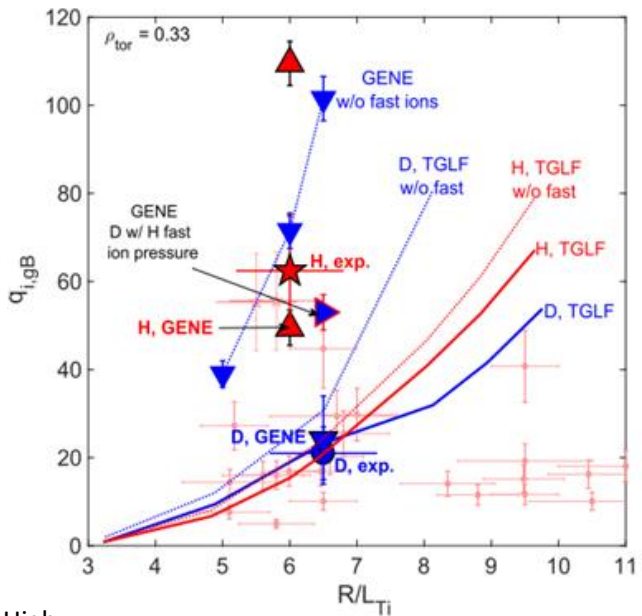 120
ρtor = 0.33
GENE
w/o fast ions
100
D, TGLF
w/o fast
H, TGLF
w/o fast
80
GENE
D w/ H fast
ion pressure
H, exp.
H, TGLF
60
qi,gB
H, GENE
D, TGLF
40
D, GENE
20
D, exp.
0
3 4 5 6 7 8 9 10 11
R/LTi